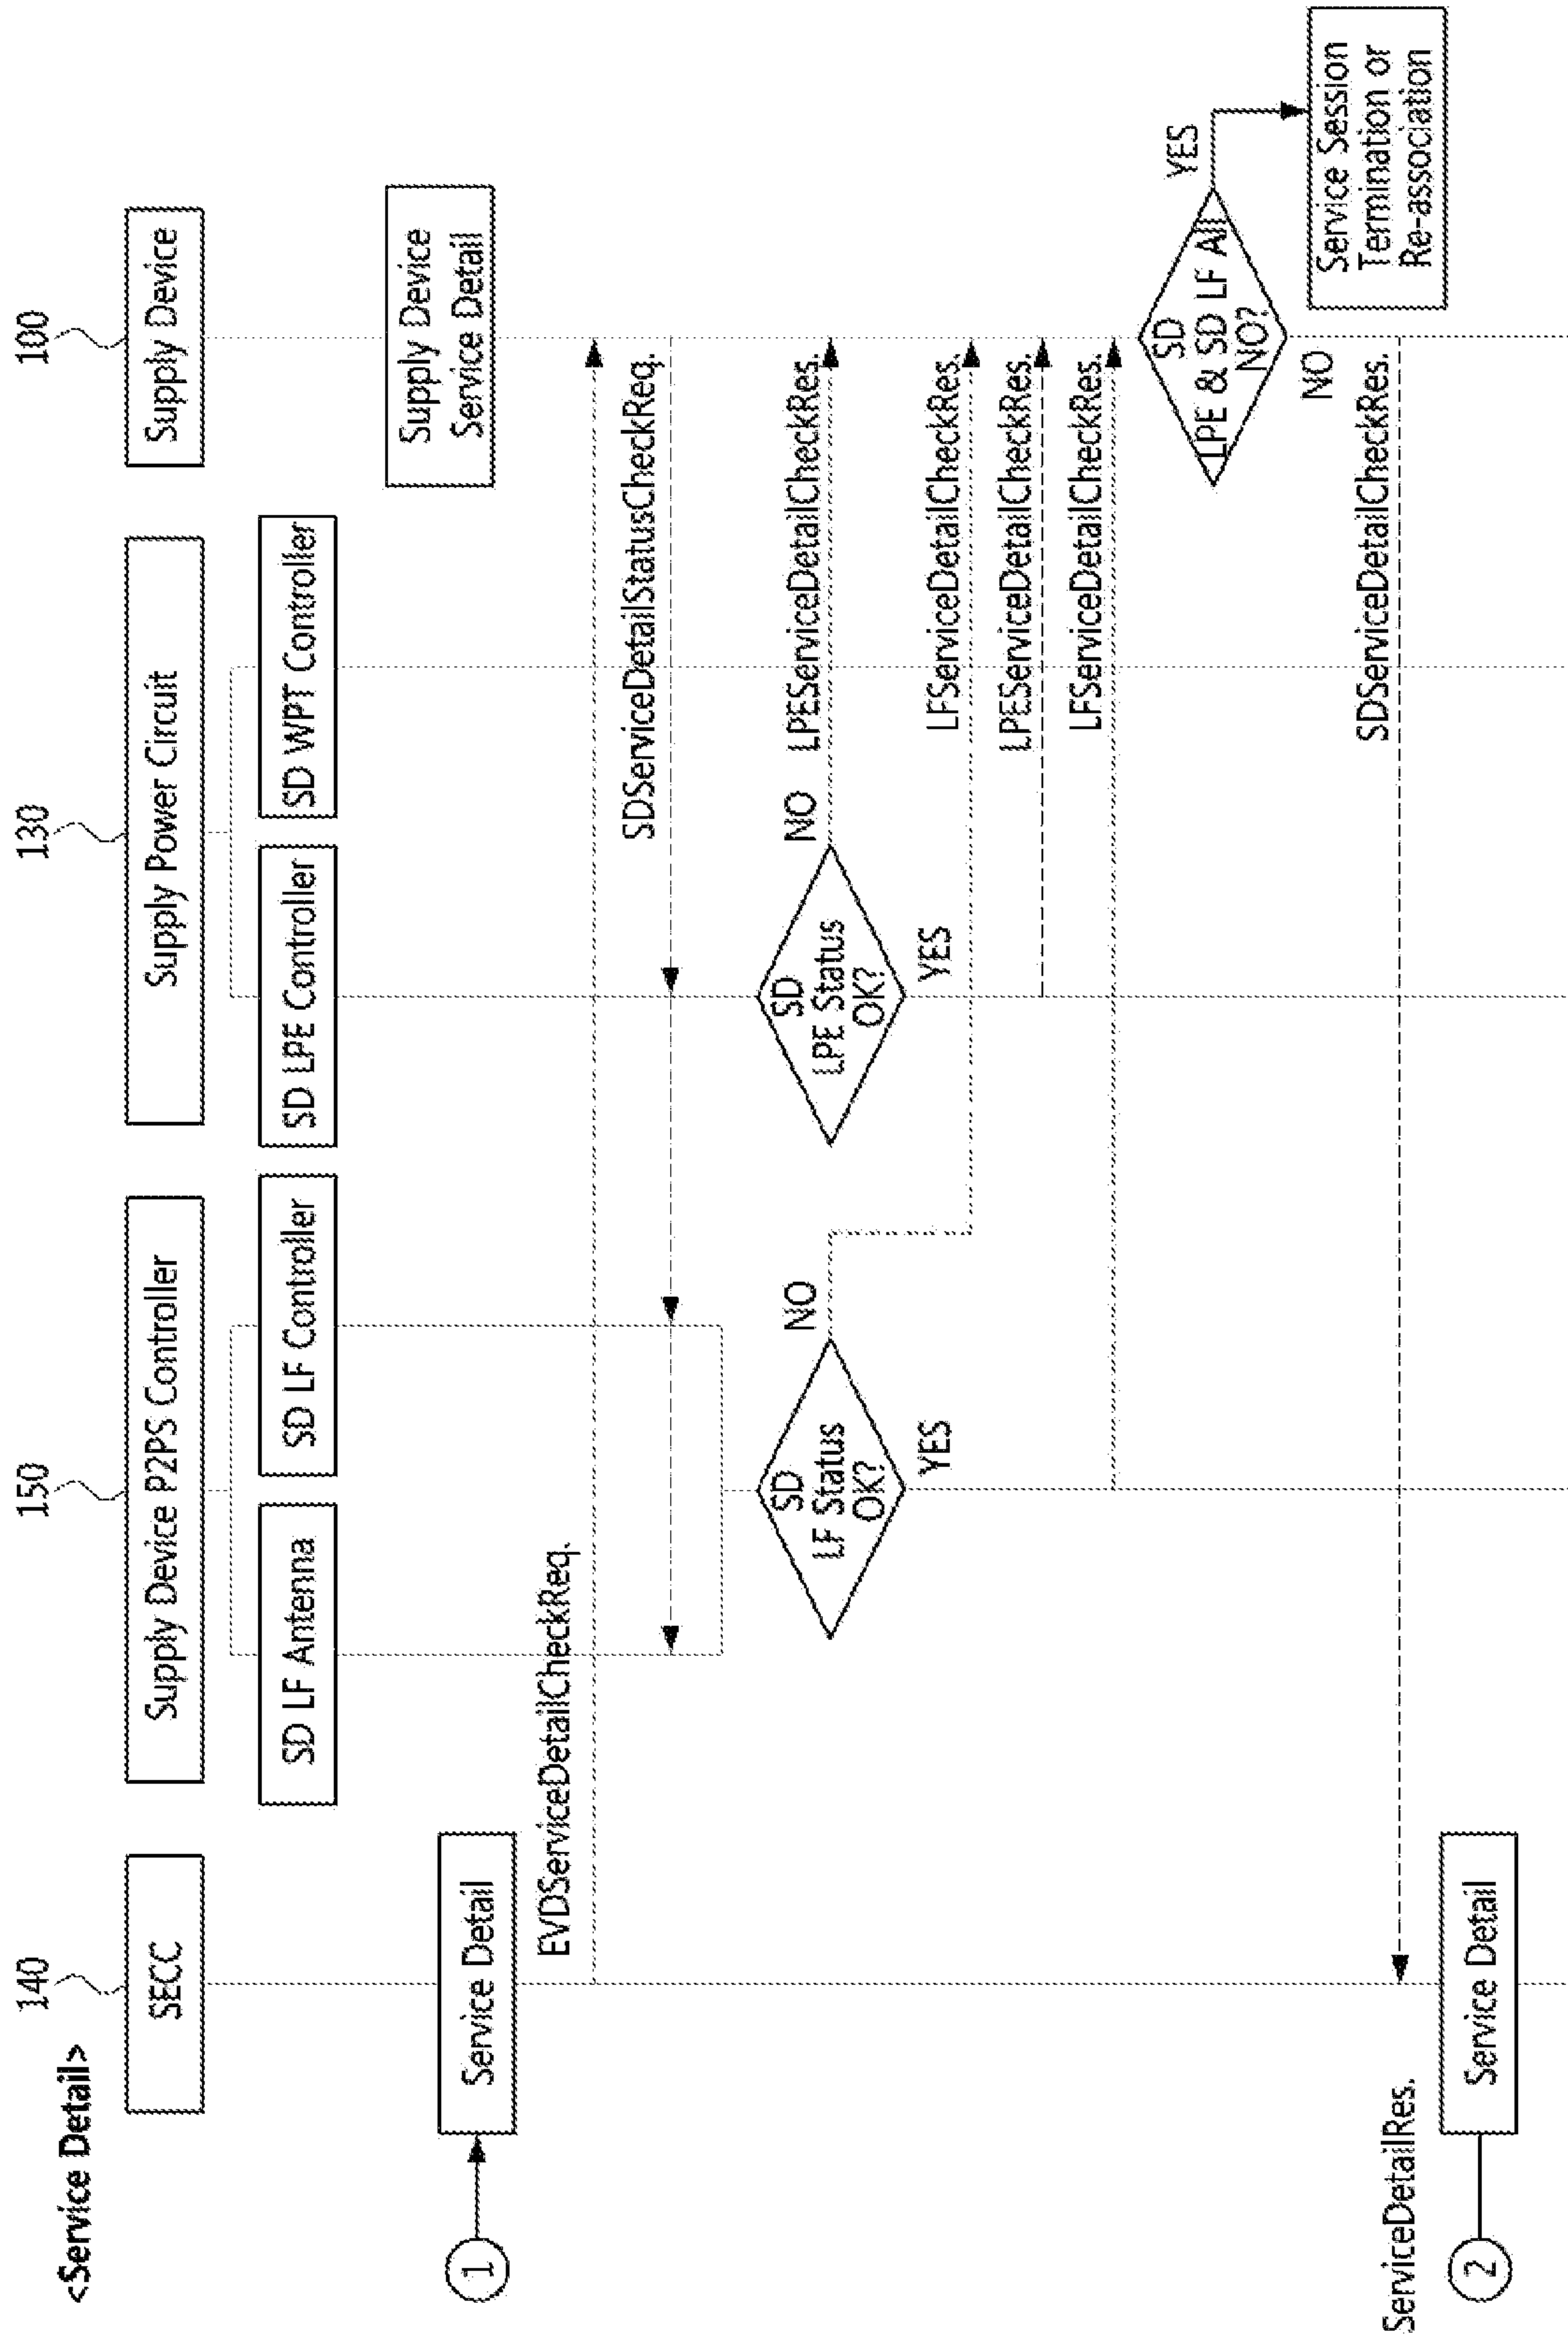 <Service Detail>
140
150
130
100
SECC
Supply Device P2PS Controller
Supply Power Circuit
Supply Device
SD LF Antenna
SD LF Controller
SD LPE Controller
SD WPT Controller
Supply Device
Service Detail
1
Service Detail
EVDServiceDetailCheckReq.
SDServiceDetailStatusCheckReq.
SD
LF Status
OK?
NO
YES
SD
LPE Status
OK?
NO
YES
LPEServiceDetailCheckRes.
LFServiceDetailCheckRes.
LPEServiceDetailCheckRes.
LFServiceDetailCheckRes.
SD
LPE & SD LF All
NO?
YES
NO
Service Session
Termination or
Re-association
SDServiceDetailCheckRes.
ServiceDetailRes.
2
Service Detail